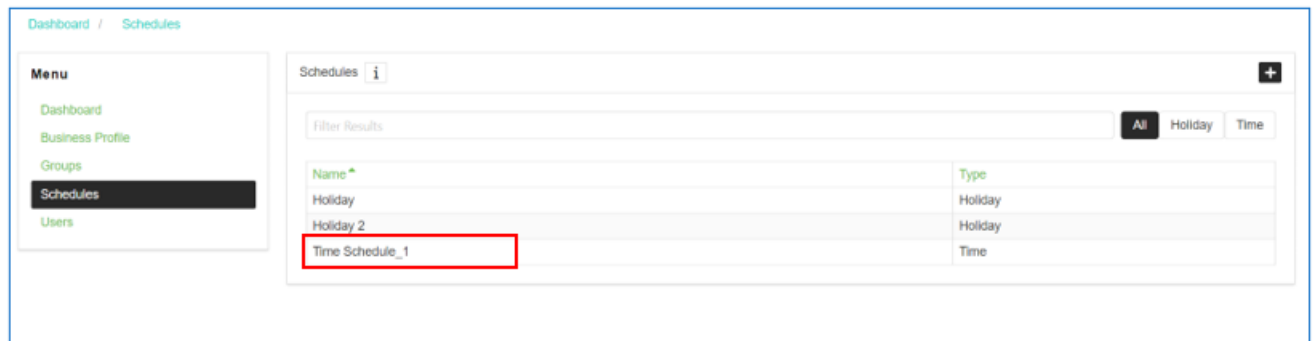 Dashboard / Schedules
Menu
Dashboard
Business Profile
Groups
Schedules
Users
Schedules i
+
Filter Results
All Holiday Time
Name Type
Holiday Holiday
Holiday 2 Holiday
Time Schedule_1 Time